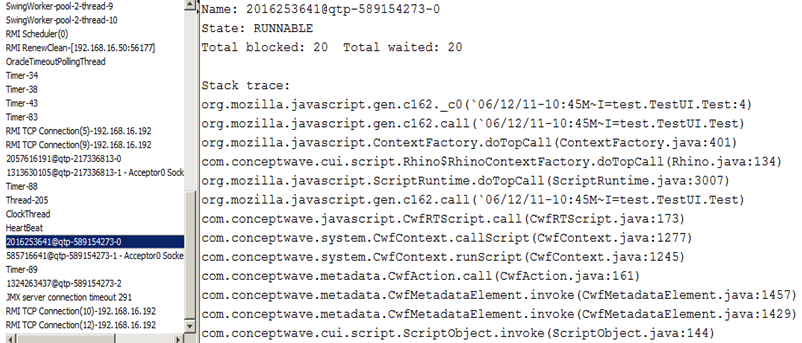 SwingWorker-pool-2-thread-9
SwingWorker-pool-2-thread-10
RMI Scheduler(0)
RMI RenewClean-[192.168.16.50:56177]
OracleTimeoutPollingThread
Timer-34
Timer-38
Timer-43
Timer-83
RMI TCP Connection(5)-192.168.16.192
RMI TCP Connection(9)-192.168.16.192
2057616191@qtp-217336813-0
1313630105@qtp-217336813-1 - Acceptor0 Socke
Timer-88
Thread-205
ClockThread
HeartBeat
2016253641@qtp-589154273-0
585716641@qtp-589154273-1 - Acceptor0 Socke
Timer-89
1324263437@qtp-589154273-2
JMX server connection timeout 291
RMI TCP Connection(10)-192.168.16.192
RMI TCP Connection(12)-192.168.16.192
Name: 2016253641@qtp-589154273-0
State: RUNNABLE
Total blocked: 20  Total waited: 20
Stack trace:
org.mozilla.javascript.gen.c162._c0(`06/12/11-10:45M~I=test.TestUI.Test:4)
org.mozilla.javascript.gen.c162.call(`06/12/11-10:45M~I=test.TestUI.Test)
org.mozilla.javascript.ContextFactory.doTopCall(ContextFactory.java:401)
com.conceptwave.cui.script.Rhino$RhinoContextFactory.doTopCall(Rhino.java:134)
org.mozilla.javascript.ScriptRuntime.doTopCall(ScriptRuntime.java:3007)
org.mozilla.javascript.gen.c162.call(`06/12/11-10:45M~I=test.TestUI.Test)
com.conceptwave.javascript.CwfRTScript.call(CwfRTScript.java:173)
com.conceptwave.system.CwfContext.callScript(CwfContext.java:1277)
com.conceptwave.system.CwfContext.runScript(CwfContext.java:1245)
com.conceptwave.metadata.CwfAction.call(CwfAction.java:161)
com.conceptwave.metadata.CwfMetadataElement.invoke(CwfMetadataElement.java:1457)
com.conceptwave.metadata.CwfMetadataElement.invoke(CwfMetadataElement.java:1429)
com.conceptwave.cui.script.ScriptObject.invoke(ScriptObject.java:144)